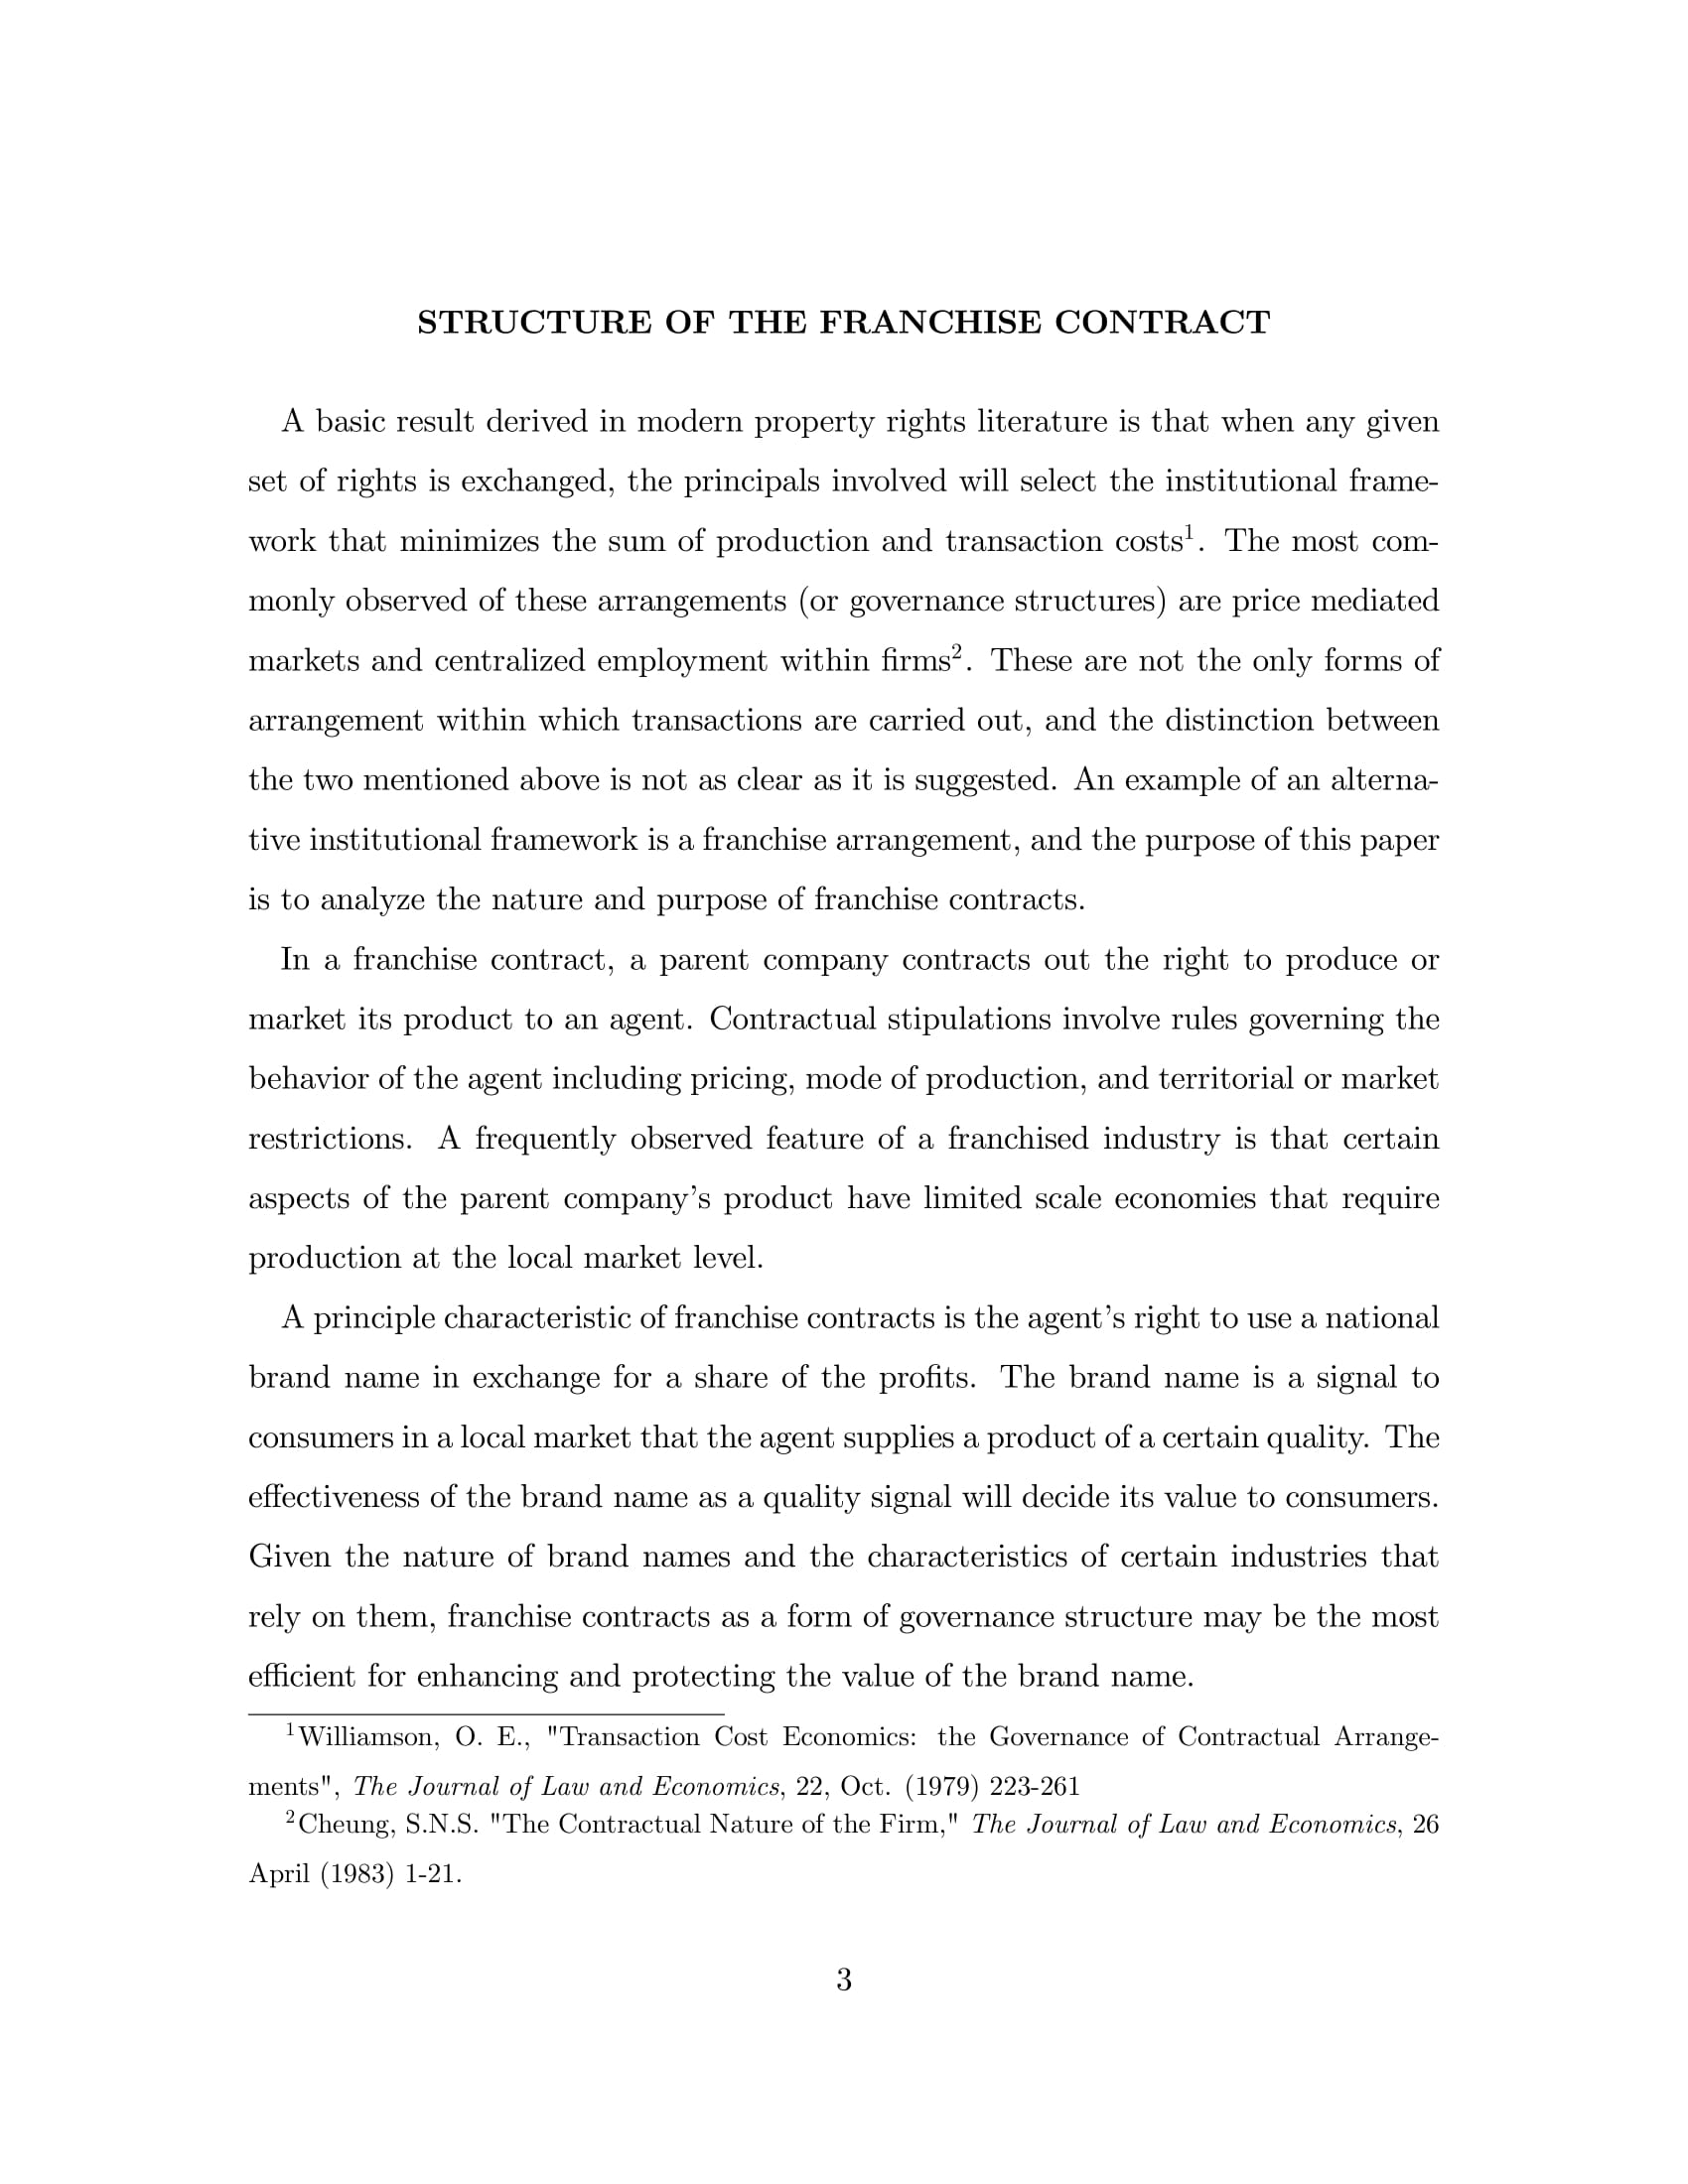 STRUCTURE OF THE FRANCHISE CONTRACT
A basic result derived in modern property rights literature is that when any given
set of rights is exchanged, the principals involved will select the institutional frame-
work that minimizes the sum of production and transaction costs1. The most com-
monly observed of these arrangements (or governance structures) are price mediated
markets and centralized employment within firms2. These are not the only forms of
arrangement within which transactions are carried out, and the distinction between
the two mentioned above is not as clear as it is suggested. An example of an alterna-
tive institutional framework is a franchise arrangement, and the purpose of this paper
is to analyze the nature and purpose of franchise contracts.
In a franchise contract, a parent company contracts out the right to produce or
market its product to an agent. Contractual stipulations involve rules governing the
behavior of the agent including pricing, mode of production, and territorial or market
restrictions. A frequently observed feature of a franchised industry is that certain
aspects of the parent company's product have limited scale economies that require
production at the local market level.
A principle characteristic of franchise contracts is the agent's right to use a national
brand name in exchange for a share of the profits. The brand name is a signal to
consumers in a local market that the agent supplies a product of a certain quality. The
effectiveness of the brand name as a quality signal will decide its value to consumers.
Given the nature of brand names and the characteristics of certain industries that
rely on them, franchise contracts as a form of governance structure may be the most
efficient for enhancing and protecting the value of the brand name.
1Williamson, O. E., "Transaction Cost Economics: the Governance of Contractual Arrange-
ments", The Journal of Law and Economics, 22, Oct. (1979) 223-261
2Cheung, S.N.S. "The Contractual Nature of the Firm," The Journal of Law and Economics, 26
April (1983) 1-21.
3